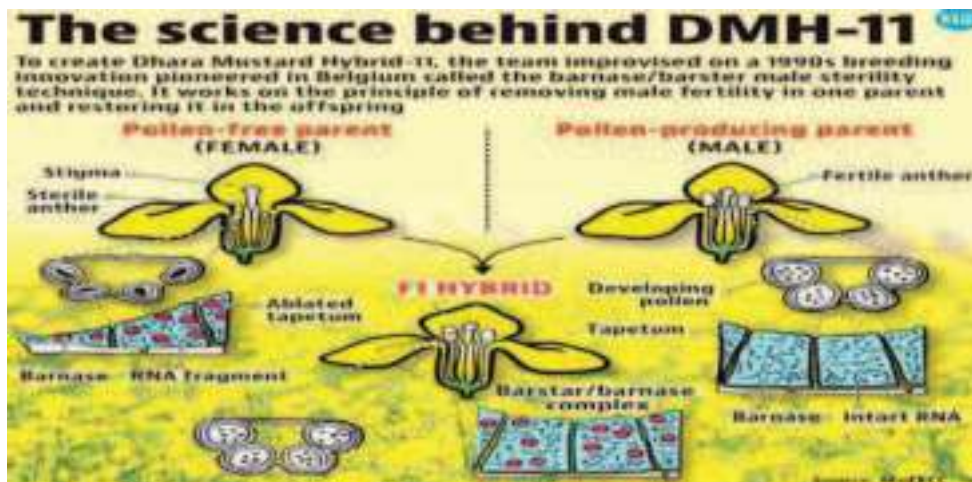 The science behind DMH-11
To create Dhara Mustard Hybrid-11, the team improvised on a 1990s breeding
innovation pioneered in Belgium called the barnase/barster male sterility
technique. It works on the principle of removing male fertility in one parent
and restoring it in the offspring
Pollen-free parent
(FEMALE)
Pollen-producing parent
(MALE)
Stigma
Sterile
anther
Fertile anther
F1 HYBRID
Ablated
tapetum
Developing
pollen
Tapetum
Barnase RNA fragment
Barstar/barnase
complex
Barnase Intart RNA